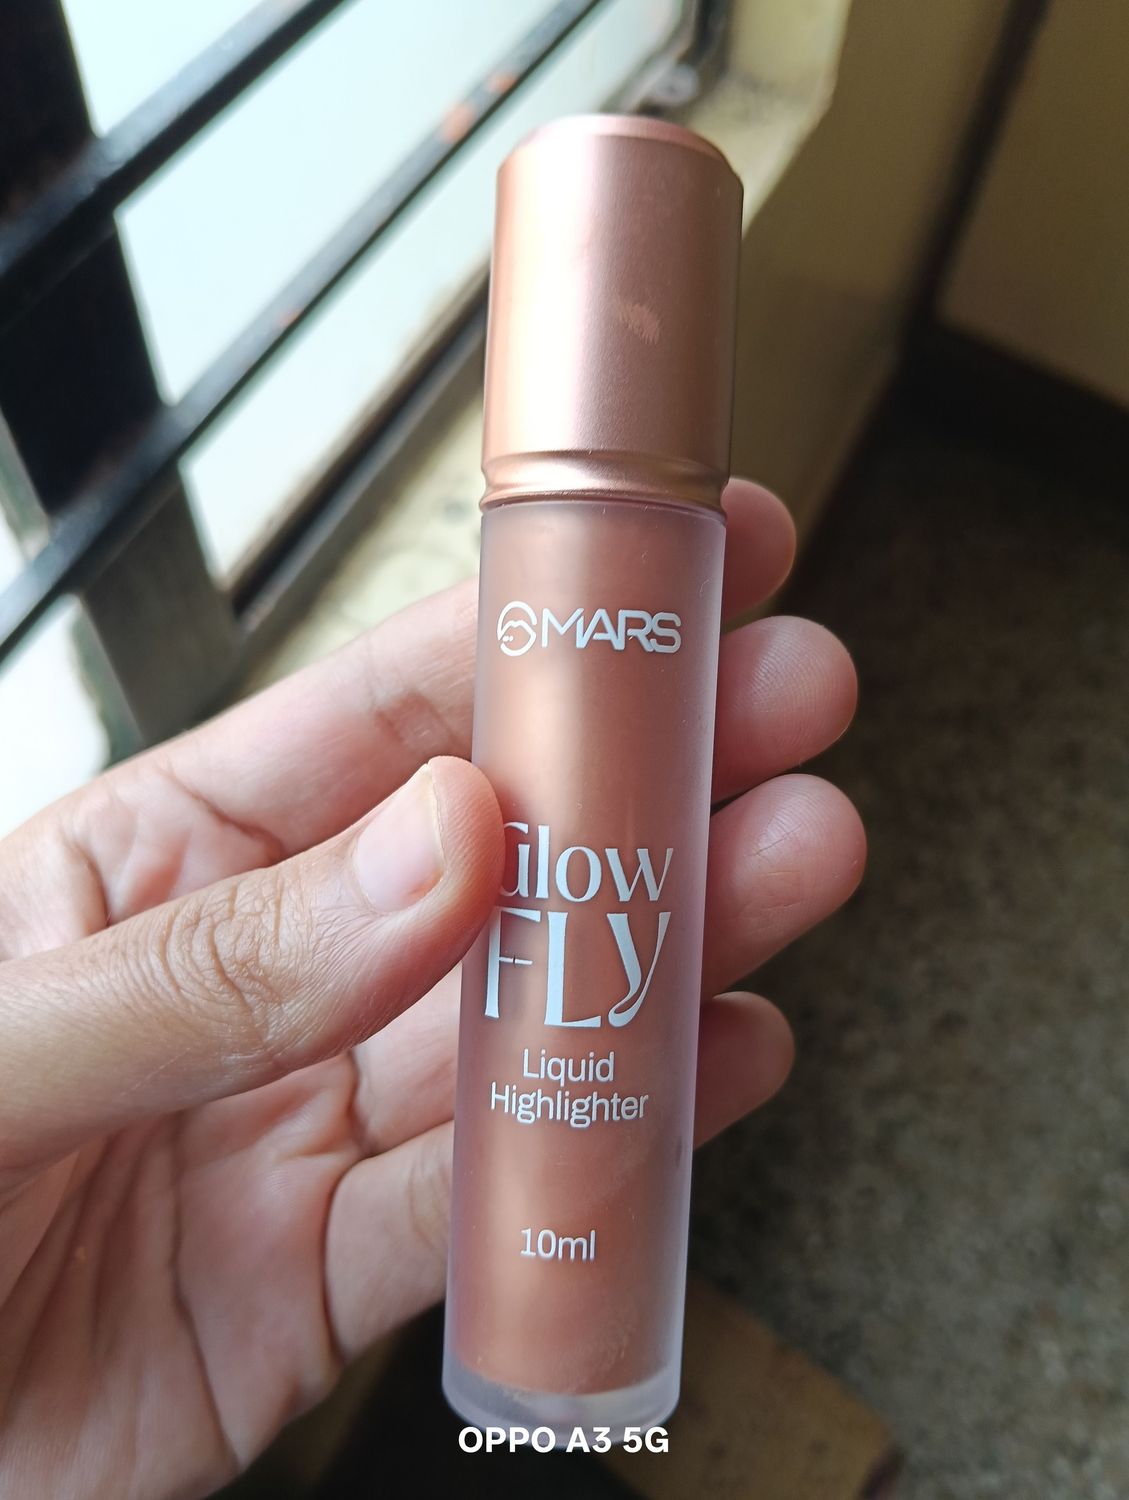 MARS
Glow
FLy
Liquid
Highlighter
10ml
OPPO A3 5G